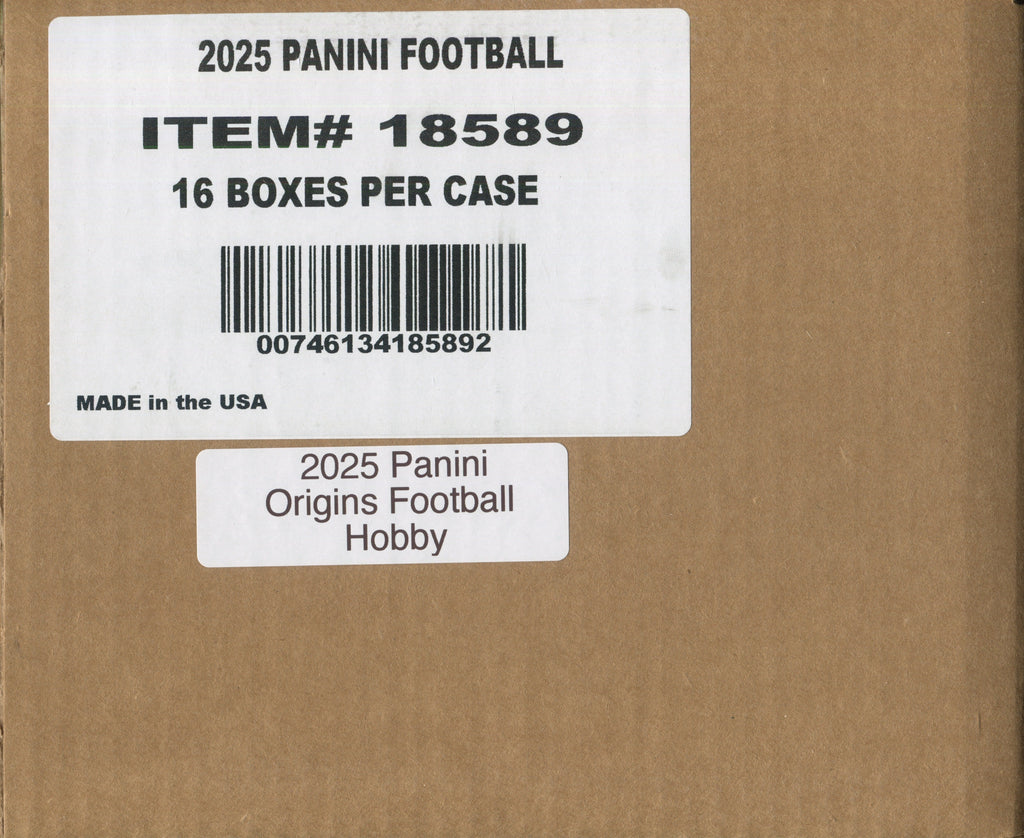 2025 PANINI FOOTBALL
ITEM# 18589
16 BOXES PER CASE
00746134185892
MADE in the USA
2025 Panini
Origins Football
Hobby